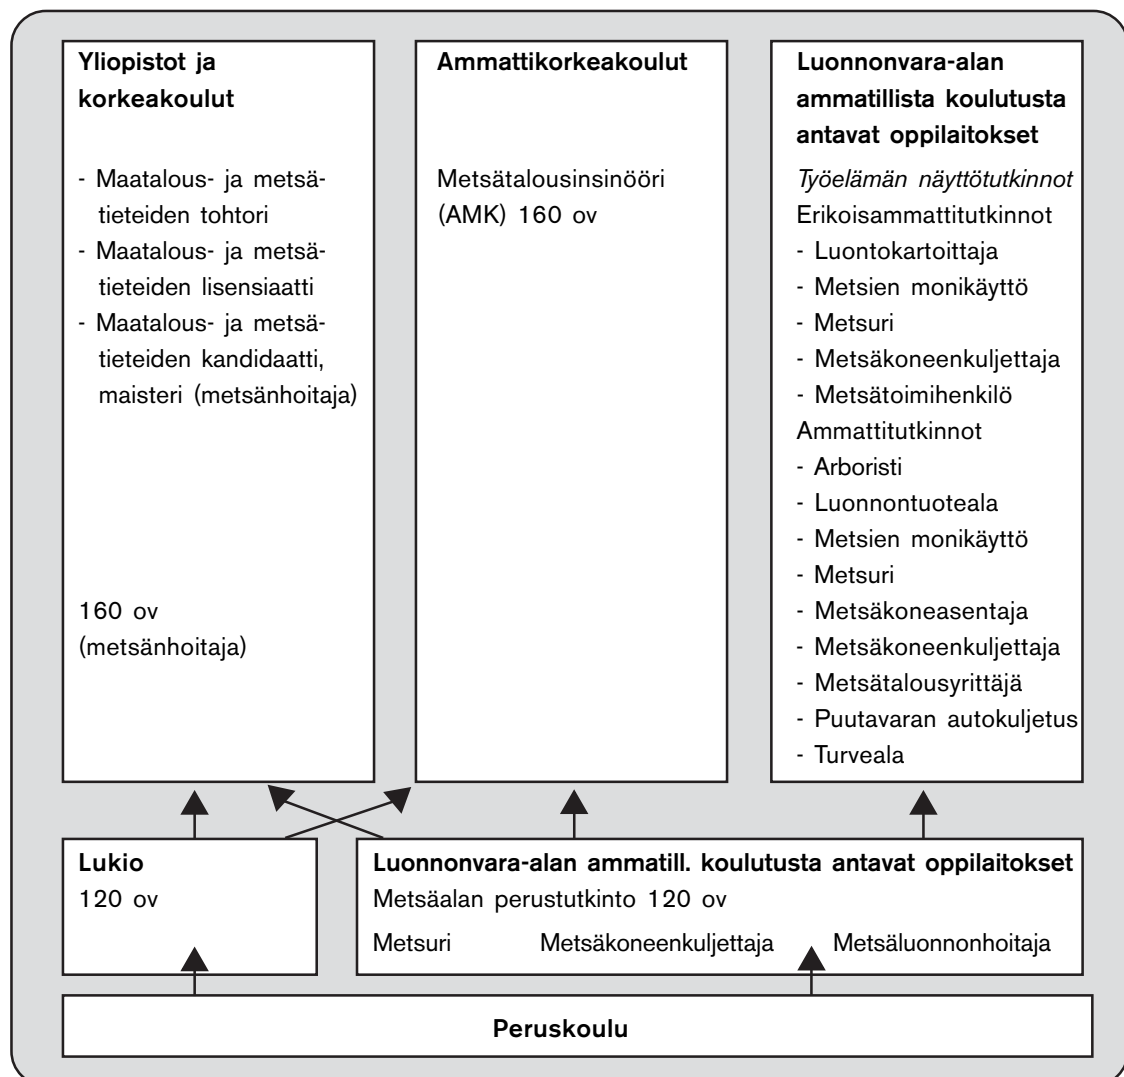 Yliopistot ja
korkeakoulut
- Maatalous- ja metsä-
tieteiden tohtori
- Maatalous- ja metsä-
tieteiden lisensiaatti
- Maatalous- ja metsä-
tieteiden kandidaatti,
maisteri (metsänhoitaja)
160 ov
(metsänhoitaja)
Ammattikorkeakoulut
Metsätalousinsinööri
(AMK) 160 ov
Luonnonvara-alan
ammatillista koulutusta
antavat oppilaitokset
Työelämän näyttötutkinnot
Erikoisammattitutkinnot
- Luontokartoittaja
- Metsien monikäyttö
- Metsuri
- Metsäkoneenkuljettaja
- Metsätoimihenkilö
Ammattitutkinnot
- Arboristi
- Luonnontuoteala
- Metsien monikäyttö
- Metsuri
- Metsäkoneasentaja
- Metsäkoneenkuljettaja
- Metsätalousyrittäjä
- Puutavaran autokuljetus
- Turveala
Lukio
120 ov
Luonnonvara-alan ammatill. koulutusta antavat oppilaitokset
Metsäalan perustutkinto 120 ov
Metsuri Metsäkoneenkuljettaja Metsäluonnonhoitaja
Peruskoulu